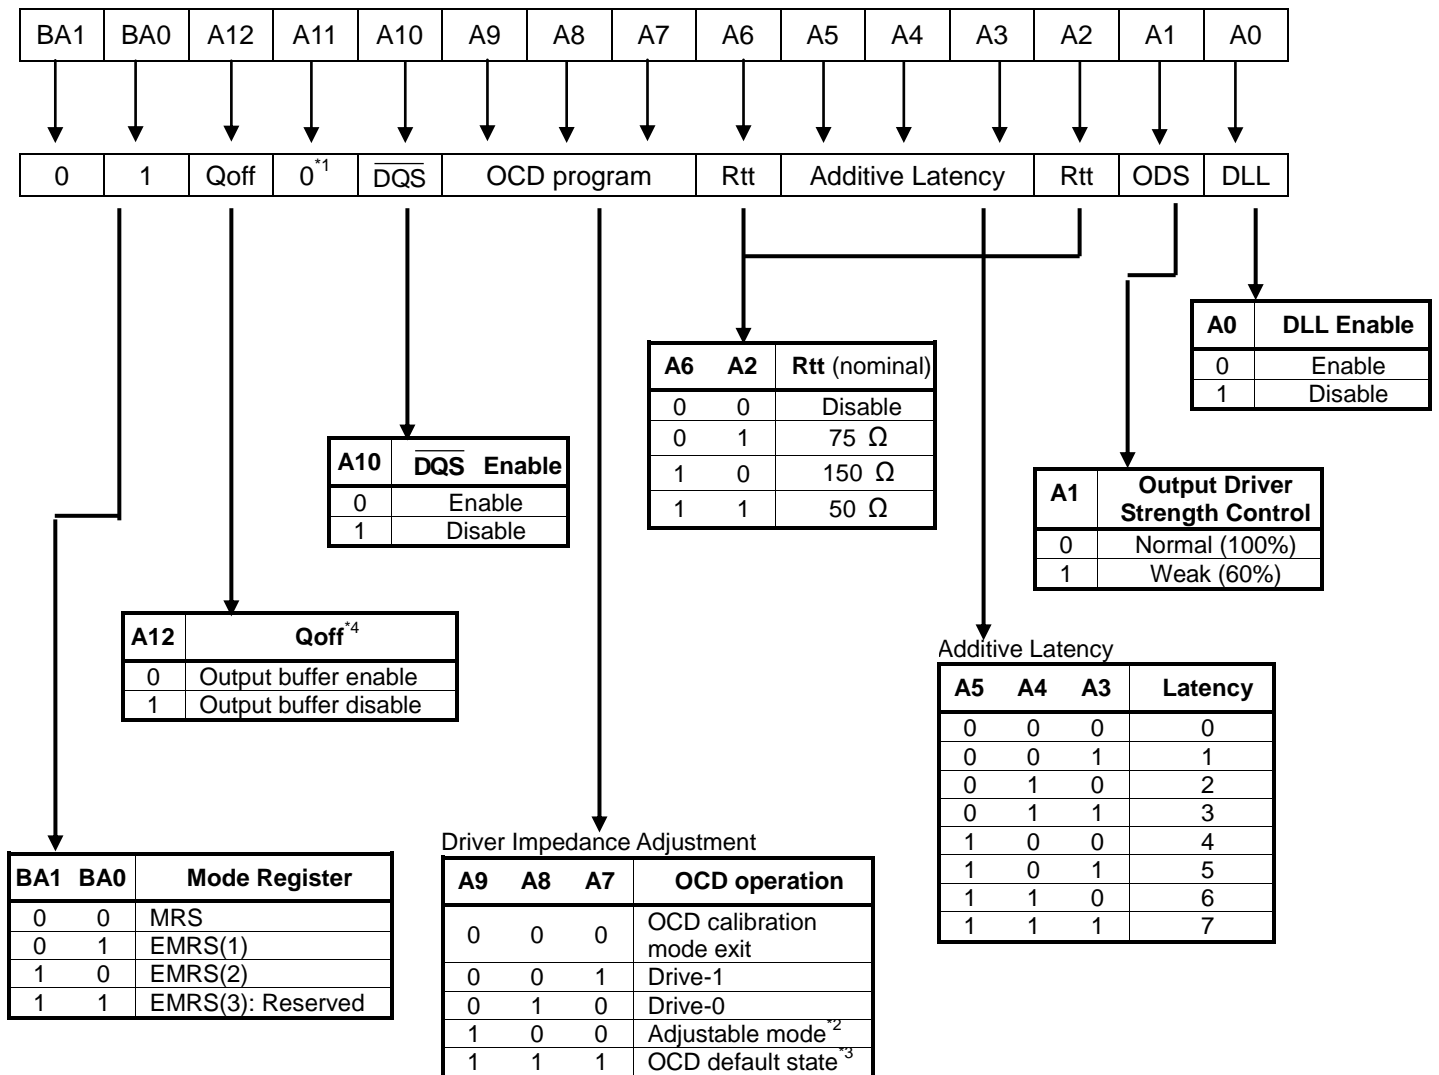 BA1 BA0 A12 A11 A10 A9 A8 A7 A6 A5 A4 A3 A2 A1 A0
0 1 Qoff 0*1 DQS OCD program Rtt Additive Latency Rtt ODS DLL
A0 DLL Enable
0 Enable
1 Disable
A6 A2 Rtt (nominal)
0 0 Disable
0 1 75 Ω
1 0 150 Ω
1 1 50 Ω
A10 DQS Enable
0 Enable
1 Disable
A1 Output Driver
Strength Control
0 Normal (100%)
1 Weak (60%)
A12 Qoff*4
0 Output buffer enable
1 Output buffer disable
Additive Latency
A5 A4 A3 Latency
0 0 0 0
0 0 1 1
0 1 0 2
0 1 1 3
1 0 0 4
1 0 1 5
1 1 0 6
1 1 1 7
BA1 BA0 Mode Register
0 0 MRS
0 1 EMRS(1)
1 0 EMRS(2)
1 1 EMRS(3): Reserved
Driver Impedance Adjustment
A9 A8 A7 OCD operation
0 0 0 OCD calibration
mode exit
0 0 1 Drive-1
0 1 0 Drive-0
1 0 0 Adjustable mode*2
1 1 1 OCD default state*3